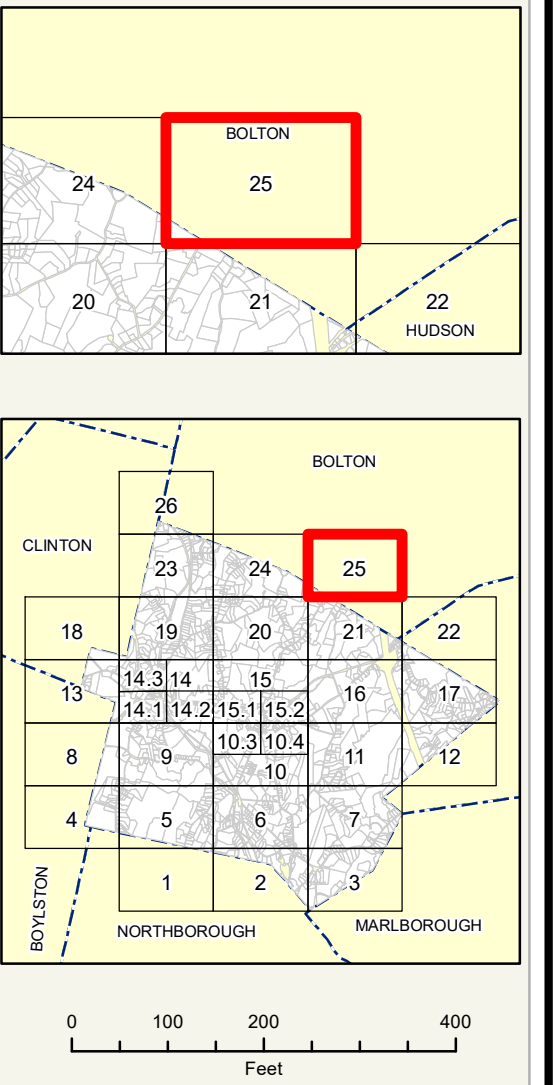 BOLTON
24 25
20 21 22
HUDSON
BOLTON
26
CLINTON
23 24 25
18 19 20 21 22
14.3 14 15
13 16 17
14.1 14.2 15.1 15.2
10.3 10.4
8 9 11 12
10
4 5 6 7
1 2 3
BOYLSTON
NORTHBOROUGH
MARLBOROUGH
0 100 200 400
Feet